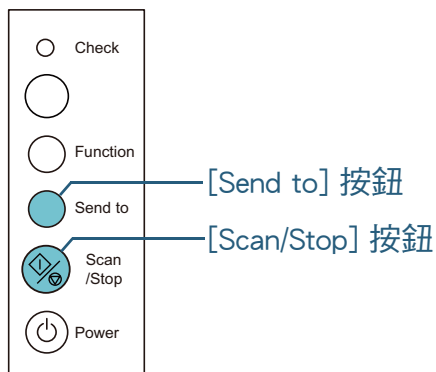 Check
Function
[Send to] 按鈕
Send to
[Scan/Stop] 按鈕
Scan
/Stop
Power